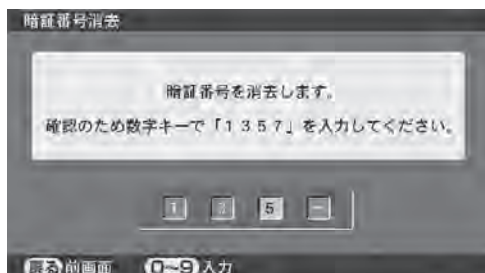 暗証番号消去
暗証番号を消去します。
確認のため数字キーで「1357」を入力してください。
1 3 5 −
戻る 前画面 0~9 入力